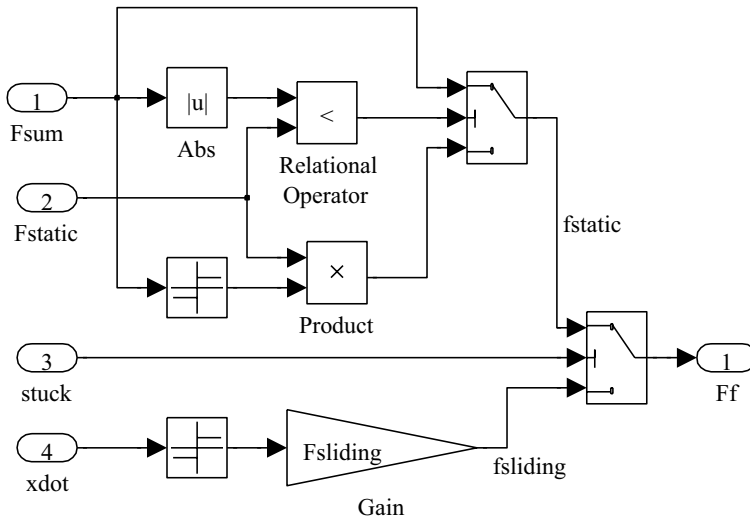 1
Fsum
|u|
Abs
<
Relational
Operator
2
Fstatic
×
Product
fstatic
3
stuck
1
Ff
4
xdot
Fsliding
fsliding
Gain